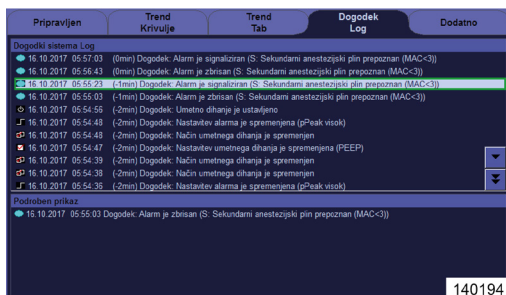 Pripravljen
Trend Krivulje
Trend Tab
Dogodek Log
Dodatno
Dogodki sistema Log
16.10.2017 05:57:03 (0min) Dogodek: Alarm je signaliziran (S: Sekundarni anestezijski plin prepoznan (MAC<3))
16.10.2017 05:56:43 (0min) Dogodek: Alarm je zbrisan (S: Sekundarni anestezijski plin prepoznan (MAC<3))
16.10.2017 05:55:23 (-1min) Dogodek: Alarm je signaliziran (S: Sekundarni anestezijski plin prepoznan (MAC<3))
16.10.2017 05:55:03 (-1min) Dogodek: Alarm je zbrisan (S: Sekundarni anestezijski plin prepoznan (MAC<3))
16.10.2017 05:54:56 (-2min) Dogodek: Umetno dihanje je ustavljeno
16.10.2017 05:54:48 (-2min) Dogodek: Nastavitev alarma je spremenjena (pPeak visok)
16.10.2017 05:54:48 (-2min) Dogodek: Način umetnega dihanja je spremenjen
16.10.2017 05:54:47 (-2min) Dogodek: Nastavitev umetnega dihanja je spremenjena (PEEP)
16.10.2017 05:54:39 (-2min) Dogodek: Način umetnega dihanja je spremenjen
16.10.2017 05:54:38 (-2min) Dogodek: Način umetnega dihanja je spremenjen
16.10.2017 05:54:36 (-2min) Dogodek: Nastavitev alarma je spremenjena (pPeak visok)
Podroben prikaz
16.10.2017 05:55:03 Dogodek: Alarm je zbrisan (S: Sekundarni anestezijski plin prepoznan (MAC<3))
140194